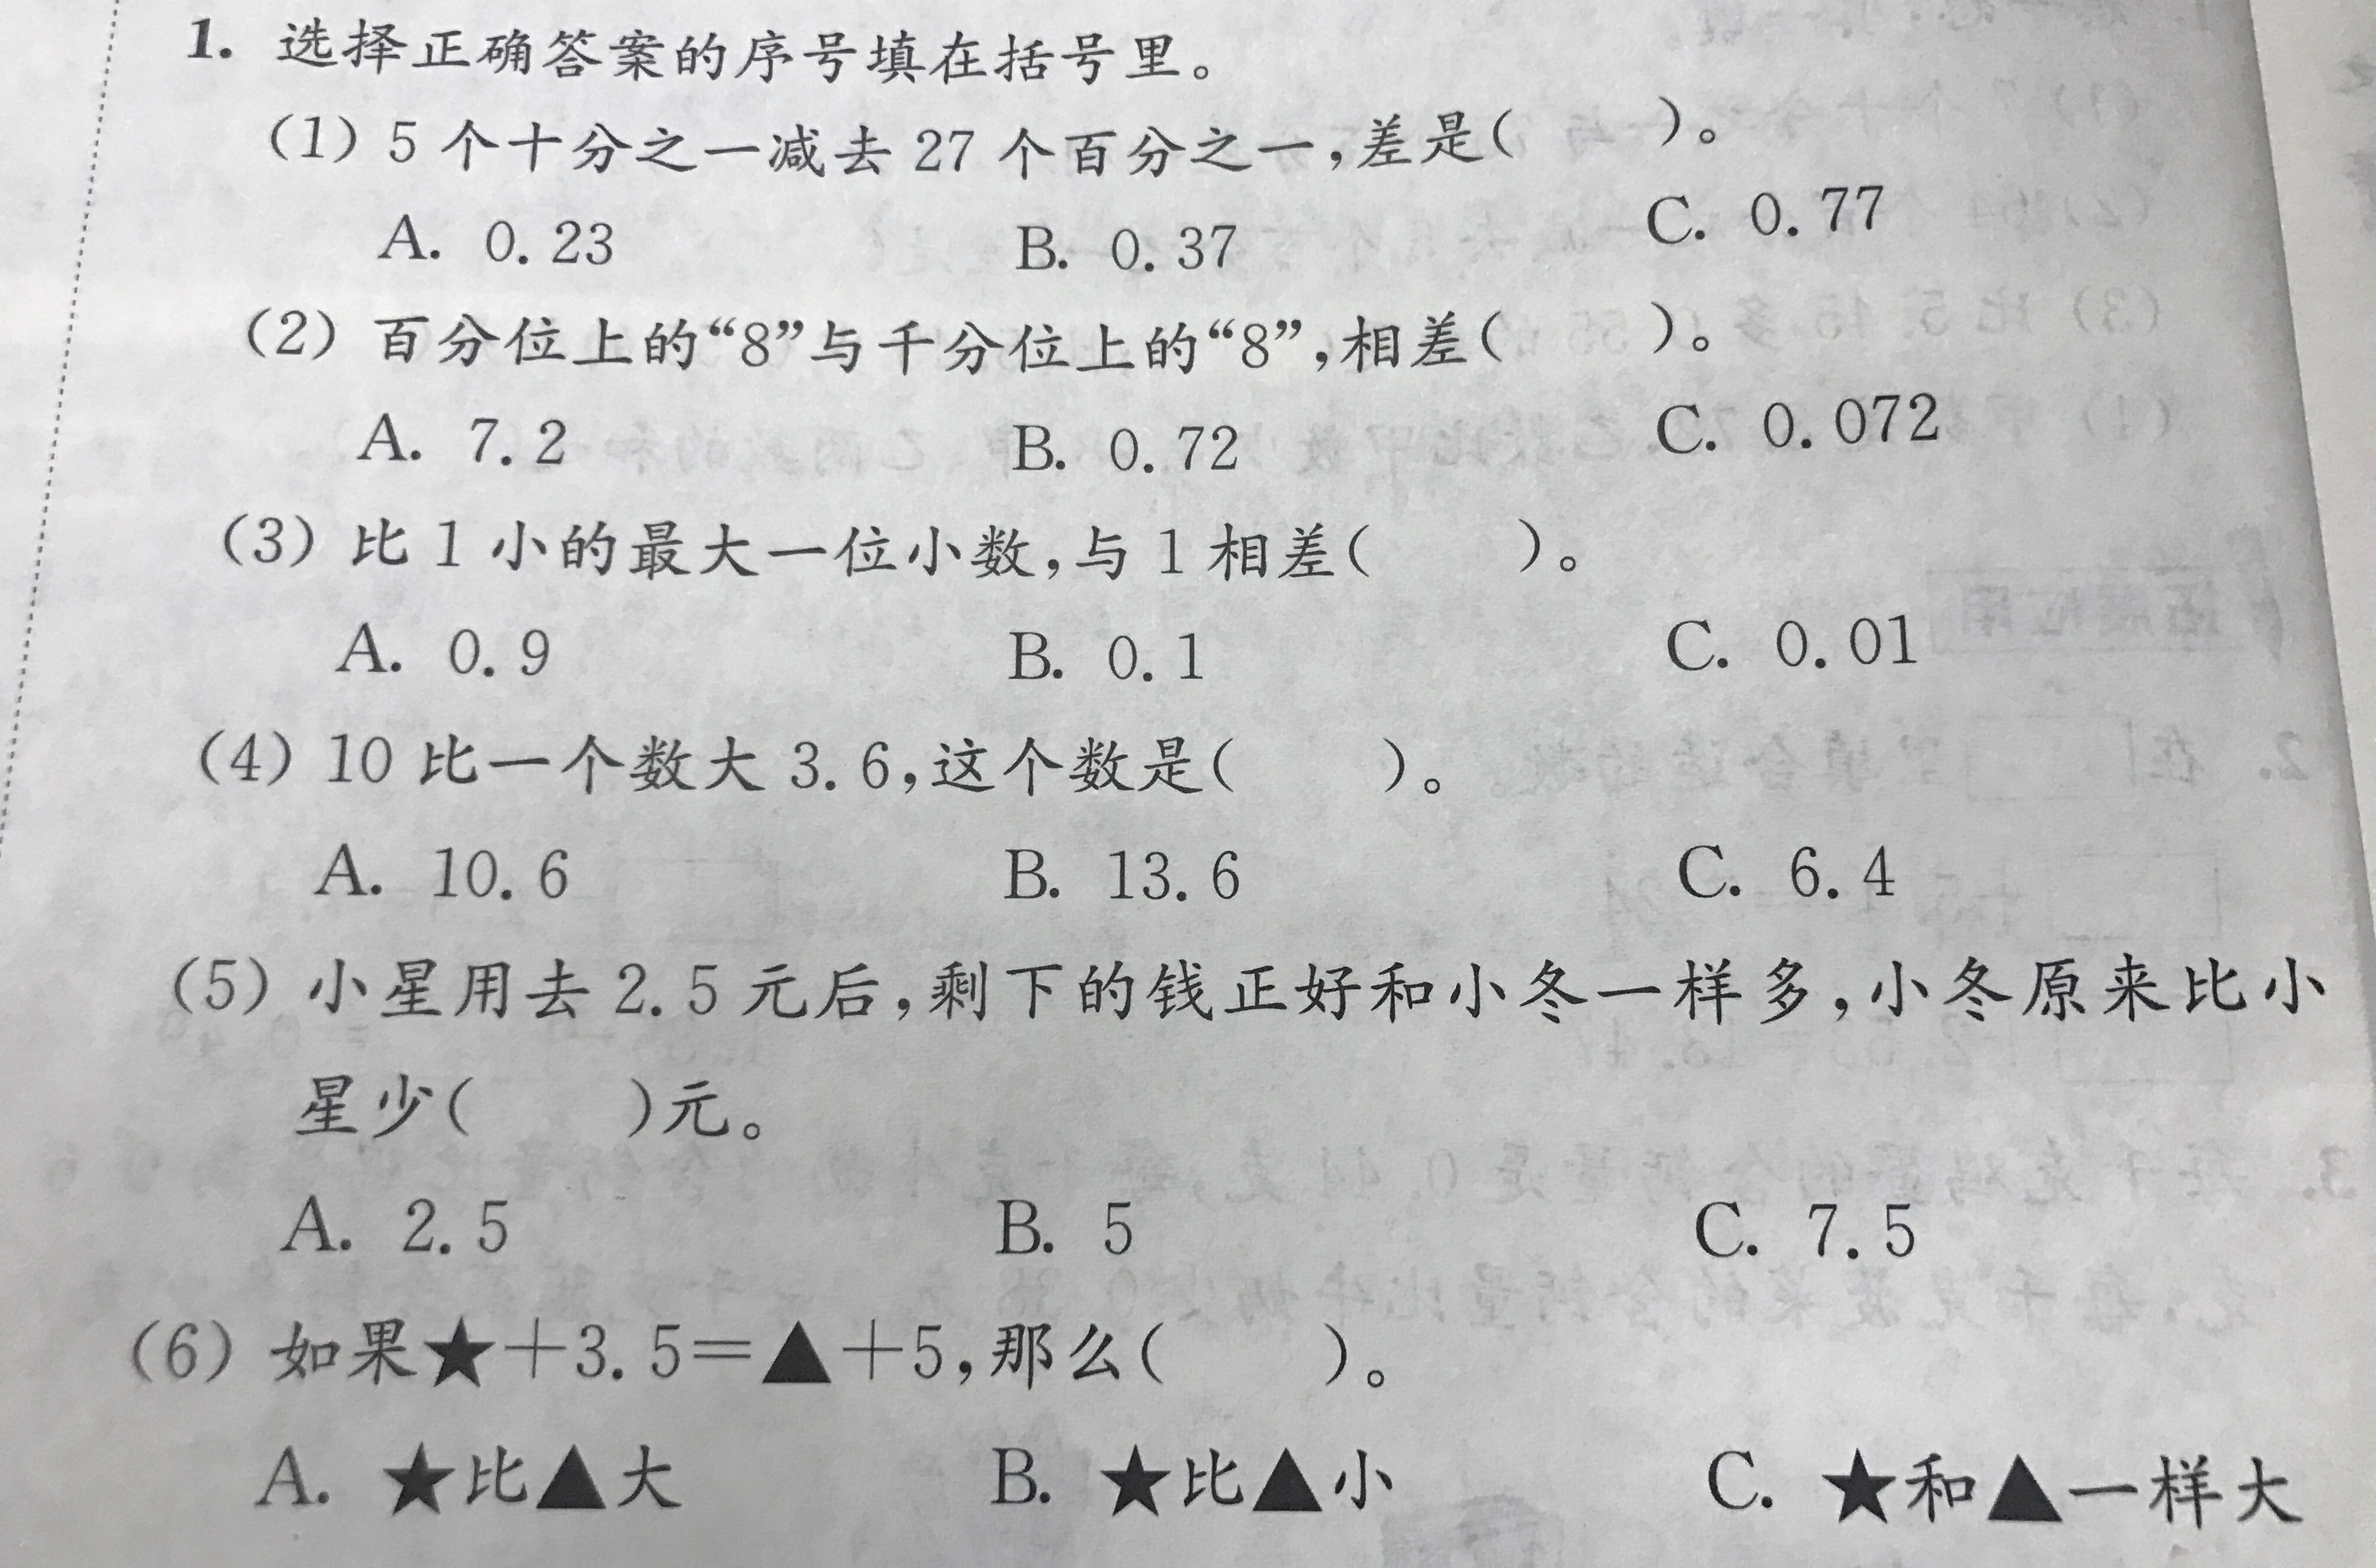 1. 选择正确答案的序号填在括号里。
(1) 5 个十分之一减去 27 个百分之一,差是(　　)。
A. 0.23　B. 0.37　C. 0.77
(2) 百分位上的“8”与千分位上的“8”,相差(　　)。
A. 7.2　B. 0.72　C. 0.072
(3) 比 1 小的最大一位小数,与 1 相差(　　)。
A. 0.9　B. 0.1　C. 0.01
(4) 10 比一个数大 3.6,这个数是(　　)。
A. 10.6　B. 13.6　C. 6.4
(5) 小星用去 2.5 元后,剩下的钱正好和小冬一样多,小冬原来比小
星少(　　)元。
A. 2.5　B. 5　C. 7.5
(6) 如果★+3.5=▲+5,那么(　　)。
A. ★比▲大　B. ★比▲小　C. ★和▲一样大